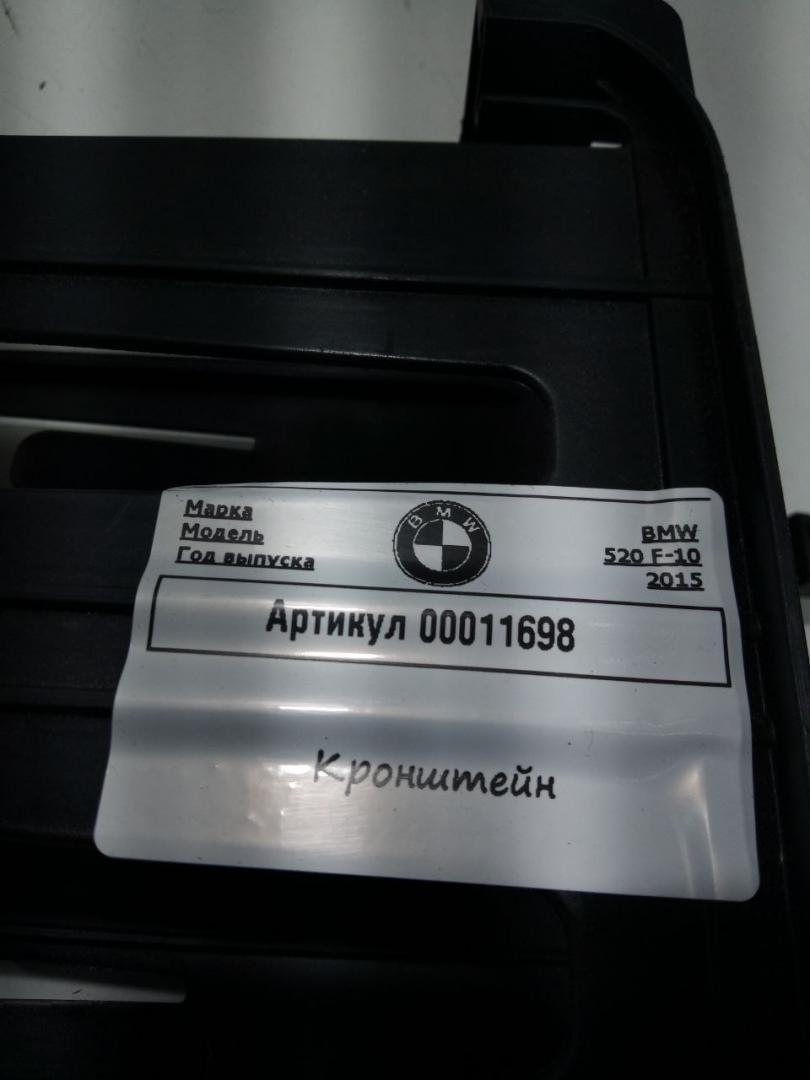 Марка BMW BMW
Модель 520 F-10
Год выпуска 2015
Артикул 00011698
Кронштейн